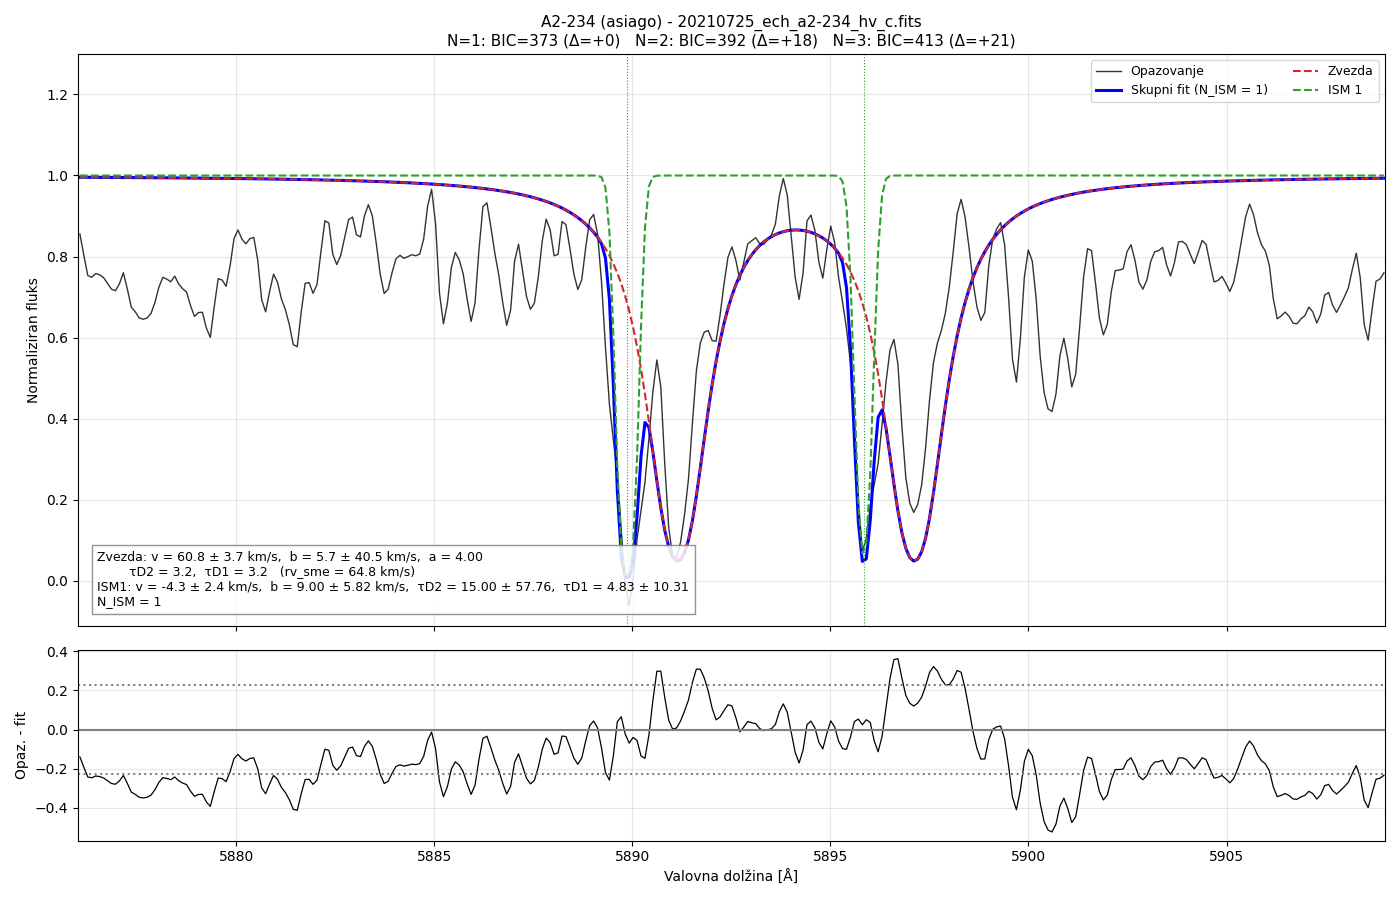 A2-234 (asiago) - 20210725_ech_a2-234_hv_c.fits
N=1: BIC=373 (Δ=+0)   N=2: BIC=392 (Δ=+18)   N=3: BIC=413 (Δ=+21)
Opazovanje
Skupni fit (N_ISM = 1)
Zvezda
ISM 1
Normaliziran fluks
1.2
1.0
0.8
0.6
0.4
0.2
0.0
Zvezda: v = 60.8 ± 3.7 km/s,  b = 5.7 ± 40.5 km/s,  a = 4.00
τD2 = 3.2,  τD1 = 3.2   (rv_sme = 64.8 km/s)
ISM1: v = -4.3 ± 2.4 km/s,  b = 9.00 ± 5.82 km/s,  τD2 = 15.00 ± 57.76,  τD1 = 4.83 ± 10.31
N_ISM = 1
Opaz. - fit
0.4
0.2
0.0
−0.2
−0.4
5880
5885
5890
5895
5900
5905
Valovna dolžina [Å]